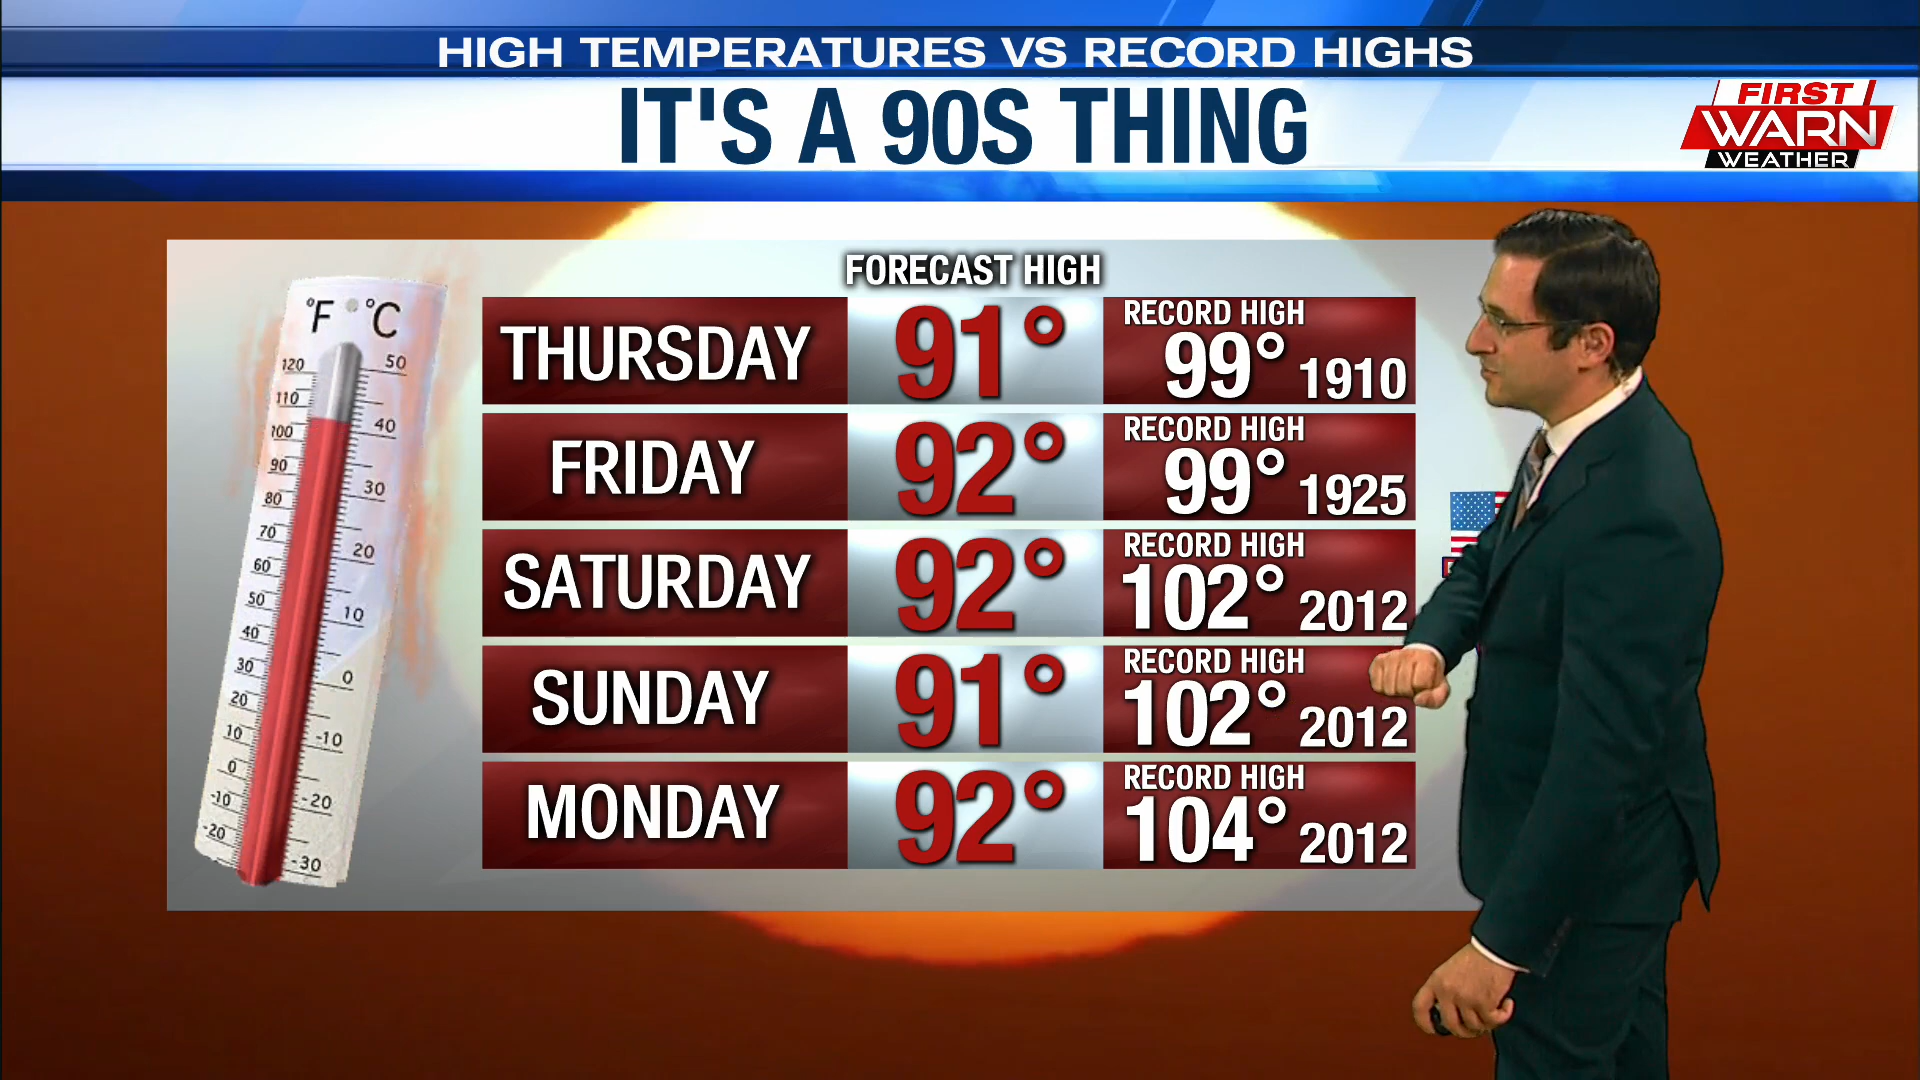 HIGH TEMPERATURES VS RECORD HIGHS
IT'S A 90S THING
FIRST
WARN
WEATHER
FORECAST HIGH
THURSDAY 91° RECORD HIGH 99° 1910
FRIDAY 92° RECORD HIGH 99° 1925
SATURDAY 92° RECORD HIGH 102° 2012
SUNDAY 91° RECORD HIGH 102° 2012
MONDAY 92° RECORD HIGH 104° 2012
°F °C
120 50
110
100 40
90
80 30
70
60 20
50
40 10
30
20 0
10 -10
0
-10 -20
-20
-30